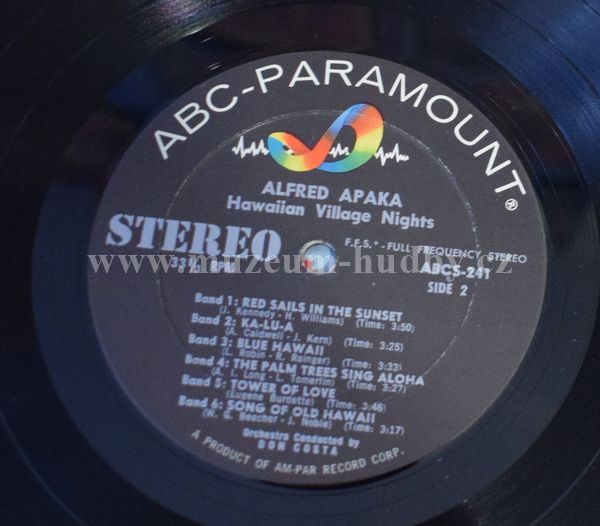 ABC-PARAMOUNT®
ALFRED APAKA
Hawaiian Village Nights
STEREO
F.F.S.* - FULL FREQUENCY STEREO
33⅓ RPM
ABCS-241
SIDE 2
www.muzeum-hudby.cz
Band 1: RED SAILS IN THE SUNSET
(J. Kennedy - H. Williams) (Time: 3:50)
Band 2: KA-LU-A
(A. Caldwell - J. Kern) (Time: 3:25)
Band 3: BLUE HAWAII
(L. Robin - R. Rainger) (Time: 3:33)
Band 4: THE PALM TREES SING ALOHA
(A. I. Long - L. Tomerlin) (Time: 3:27)
Band 5: TOWER OF LOVE
(Eugene Burdette) (Time: 3:46)
Band 6: SONG OF OLD HAWAII
(W. G. Beecher - J. Noble) (Time: 3:17)
Orchestra Conducted by
DON COSTA
A PRODUCT OF AM-PAR RECORD CORP.